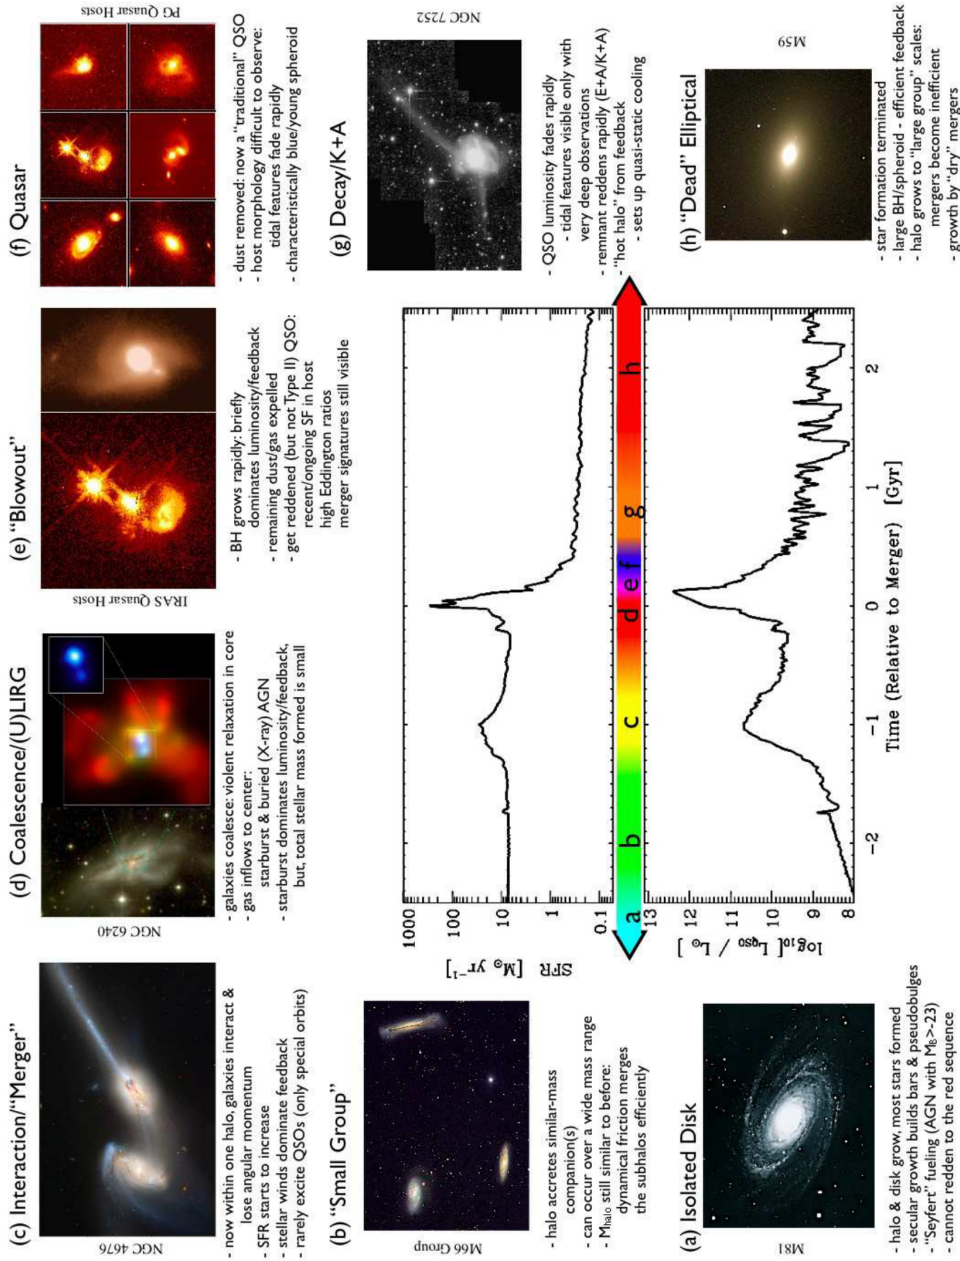 (c) Interaction/"Merger"
NGC 4676
- now within one halo, galaxies interact &
lose angular momentum
- SFR starts to increase
- stellar winds dominate feedback
- rarely excite QSOs (only special orbits)
(d) Coalescence/(U)LIRG
NGC 6240
- galaxies coalesce: violent relaxation in core
- gas inflows to center:
starburst & buried (X-ray) AGN
- starburst dominates luminosity/feedback,
but, total stellar mass formed is small
(e) "Blowout"
IRAS Quasar Hosts
- BH grows rapidly: briefly
dominates luminosity/feedback
- remaining dust/gas expelled
- get reddened (but not Type II) QSO:
recent/ongoing SF in host
high Eddington ratios
merger signatures still visible
(f) Quasar
PG Quasar Hosts
- dust removed: now a "traditional" QSO
- host morphology difficult to observe:
tidal features fade rapidly
- characteristically blue/young spheroid
(b) "Small Group"
M66 Group
- halo accretes similar-mass
companion(s)
- can occur over a wide mass range
- Mhalo still similar to before:
dynamical friction merges
the subhalos efficiently
(g) Decay/K+A
NGC 7252
- QSO luminosity fades rapidly
- tidal features visible only with
very deep observations
- remnant reddens rapidly (E+A/K+A)
- "hot halo" from feedback
- sets up quasi-static cooling
(a) Isolated Disk
M81
- halo & disk grow, most stars formed
- secular growth builds bars & pseudobulges
- "Seyfert" fueling (AGN with MB>-23)
- cannot redden to the red sequence
(h) "Dead" Elliptical
M59
- star formation terminated
- large BH/spheroid - efficient feedback
- halo grows to "large group" scales:
mergers become inefficient
- growth by "dry" mergers
1000
100
10
1
0.1
SFR [M⊙ yr⁻¹]
a b c d e f g h
13
12
11
10
9
8
log₁₀[L_QSO / L⊙]
-2 -1 0 1 2
Time (Relative to Merger) [Gyr]